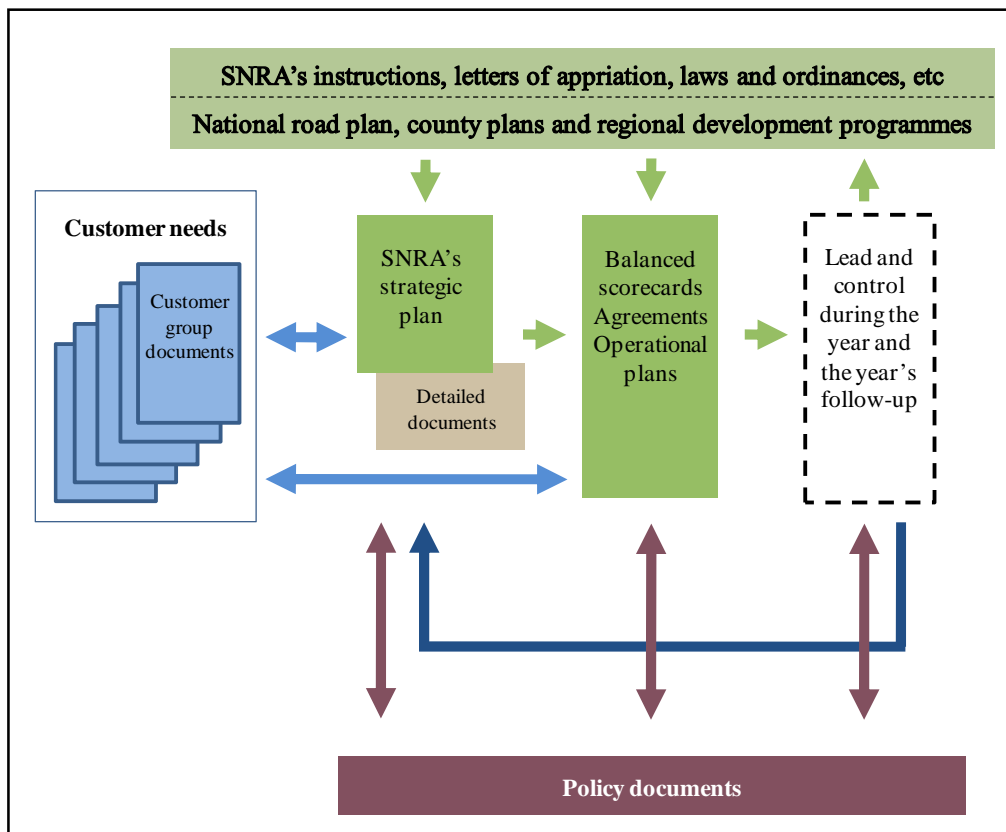 SNRA’s instructions, letters of appriation, laws and ordinances, etc
National road plan, county plans and regional development programmes
Customer needs
Customer
group
documents
SNRA’s
strategic
plan
Detailed
documents
Balanced
scorecards
Agreements
Operational
plans
Lead and
control
during the
year and
the year’s
follow-up
Policy documents